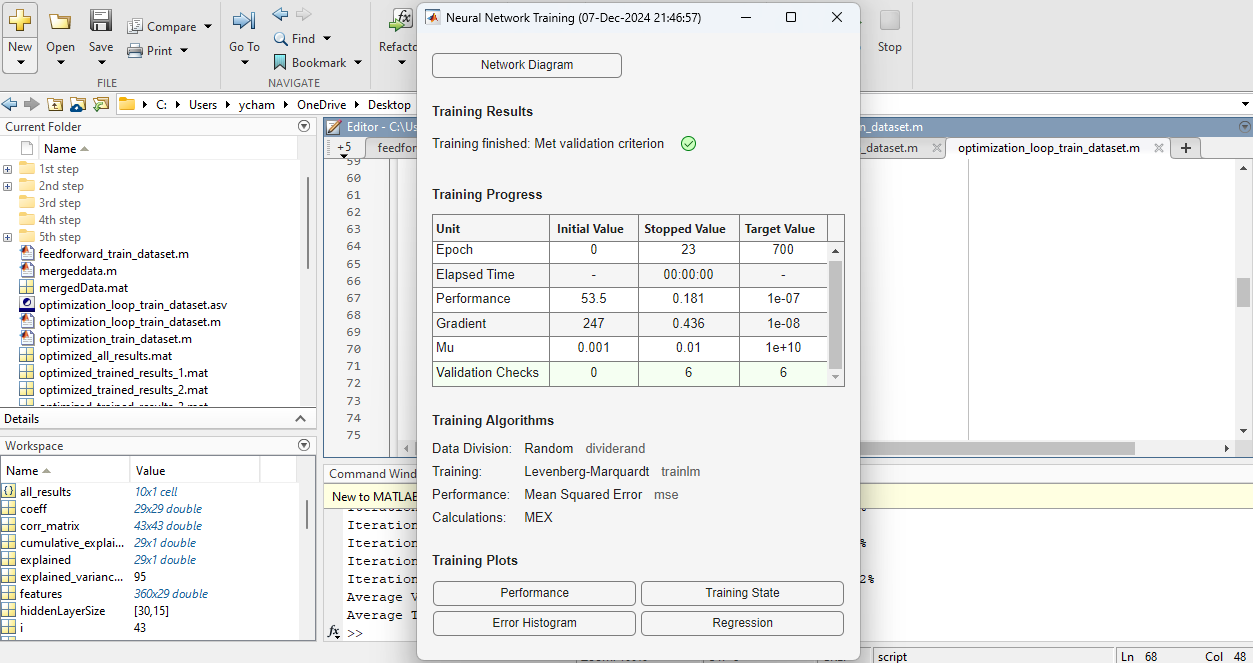 Neural Network Training (07-Dec-2024 21:46:57)
New
Open
Save
Compare
Print
FILE
Go To
Find
Bookmark
NAVIGATE
Refacto
Stop
C: Users ycham OneDrive Desktop
Current Folder
Name
1st step
2nd step
3rd step
4th step
5th step
feedforward_train_dataset.m
mergeddata.m
mergedData.mat
optimization_loop_train_dataset.asv
optimization_loop_train_dataset.m
optimization_train_dataset.m
optimized_all_results.mat
optimized_trained_results_1.mat
optimized_trained_results_2.mat
optimized_trained_results_3.mat
Details
Workspace
Name Value
all_results 10x1 cell
coeff 29x29 double
corr_matrix 43x43 double
cumulative_explai... 29x1 double
explained 29x1 double
explained_varianc... 95
features 360x29 double
hiddenLayerSize [30,15]
i 43
Editor - C:\Us
n_dataset.m
+5
feedfor
_dataset.m
optimization_loop_train_dataset.m
59
60
61
62
63
64
65
66
67
68
69
70
71
72
73
74
75
Command Wind
New to MATLAB
Iteration
Iteration
Iteration
%
Iteration
Iteration
2%
Average V
Average T
fx >>
Network Diagram
Training Results
Training finished: Met validation criterion
Training Progress
Unit Initial Value Stopped Value Target Value
Epoch 0 23 700
Elapsed Time - 00:00:00 -
Performance 53.5 0.181 1e-07
Gradient 247 0.436 1e-08
Mu 0.001 0.01 1e+10
Validation Checks 0 6 6
Training Algorithms
Data Division: Random dividerand
Training: Levenberg-Marquardt trainlm
Performance: Mean Squared Error mse
Calculations: MEX
Training Plots
Performance
Training State
Error Histogram
Regression
script
Ln 68 Col 48